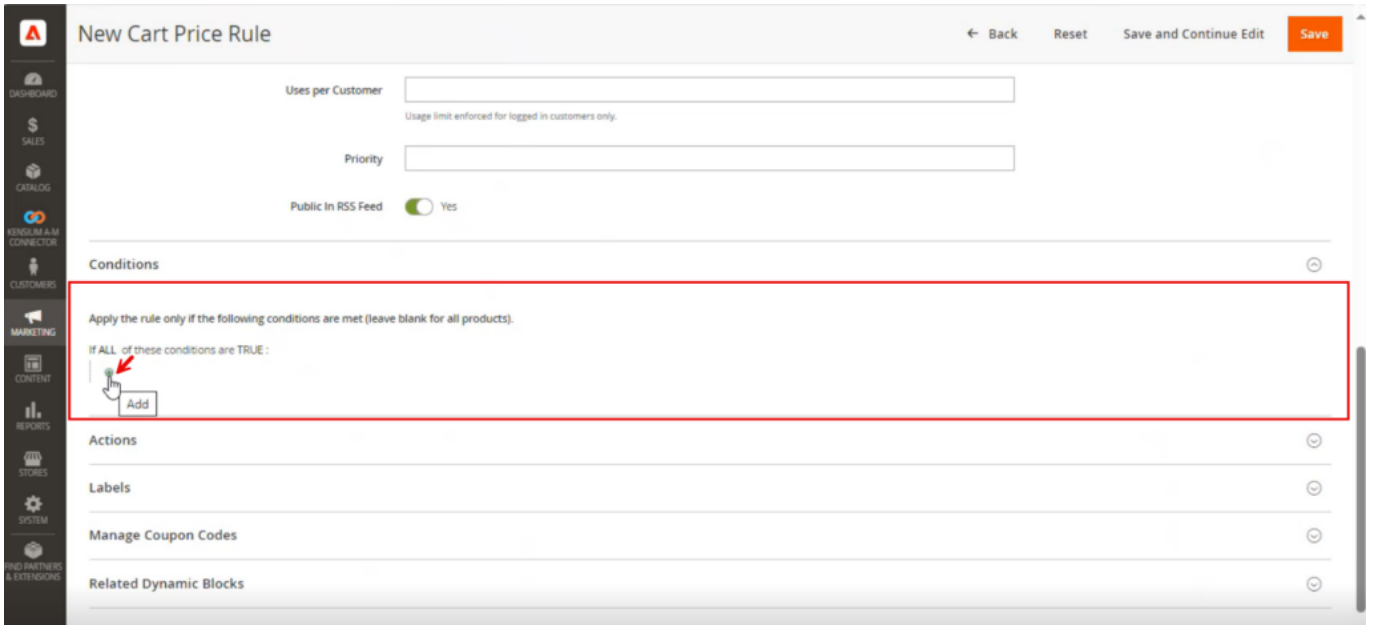 New Cart Price Rule
← Back Reset Save and Continue Edit Save
DASHBOARD
SALES
CATALOG
KENSIUM A-M
CONNECTOR
CUSTOMERS
MARKETING
CONTENT
REPORTS
STORES
SYSTEM
FIND PARTNERS
& EXTENSIONS
Uses per Customer
Usage limit enforced for logged in customers only.
Priority
Public In RSS Feed Yes
Conditions
Apply the rule only if the following conditions are met (leave blank for all products).
If ALL of these conditions are TRUE :
Add
Actions
Labels
Manage Coupon Codes
Related Dynamic Blocks